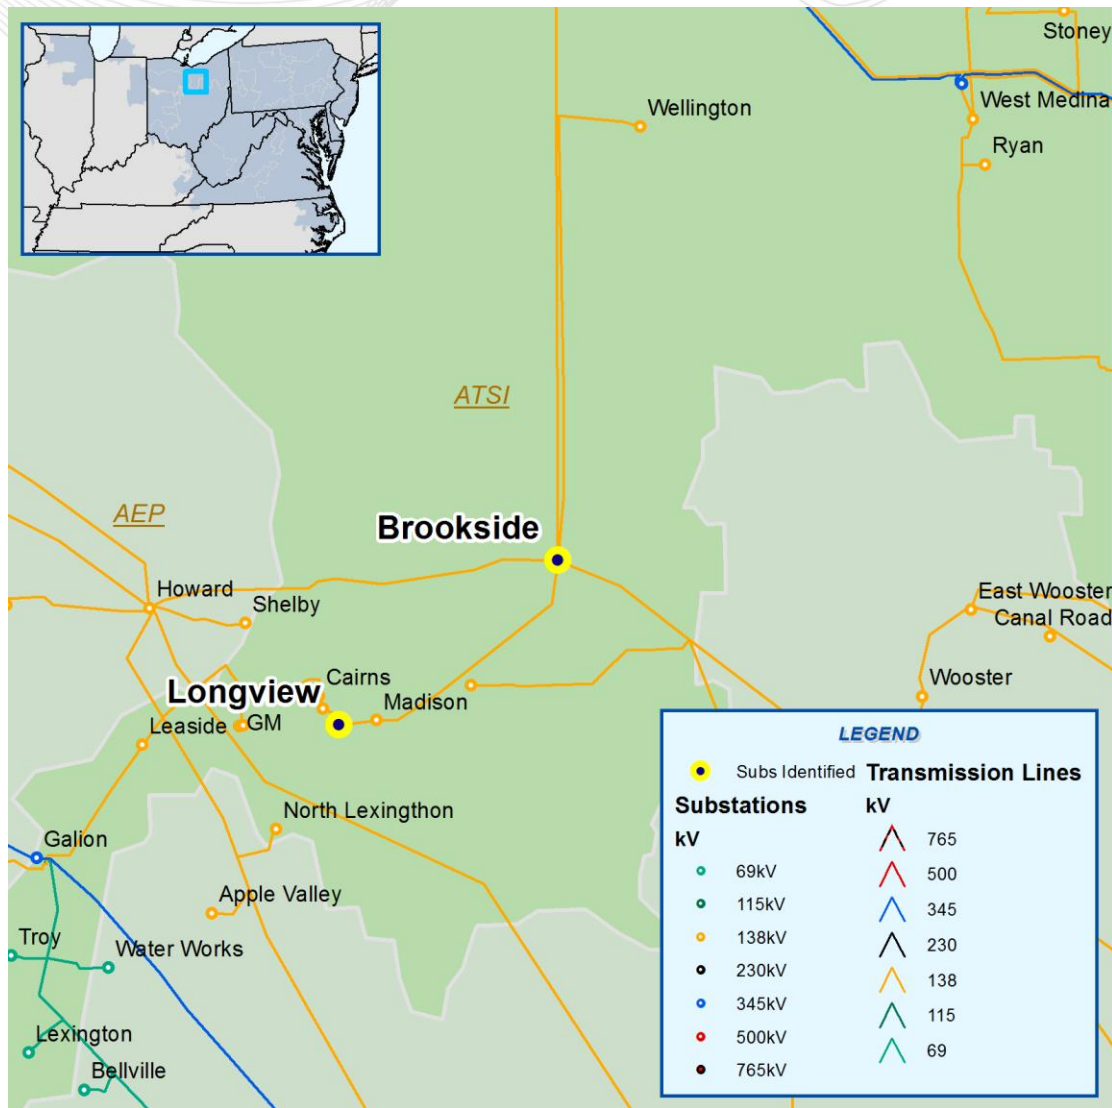 Stoney
Wellington
West Medina
Ryan
ATSI
AEP
Brookside
Howard
Shelby
East Wooster
Canal Road
Cairns
Longview
Madison
Wooster
Leaside
GM
North Lexingthon
Galion
Apple Valley
Troy
Water Works
Lexington
Bellville
LEGEND
Subs Identified
Substations
kV
69kV
115kV
138kV
230kV
345kV
500kV
765kV
Transmission Lines
kV
765
500
345
230
138
115
69